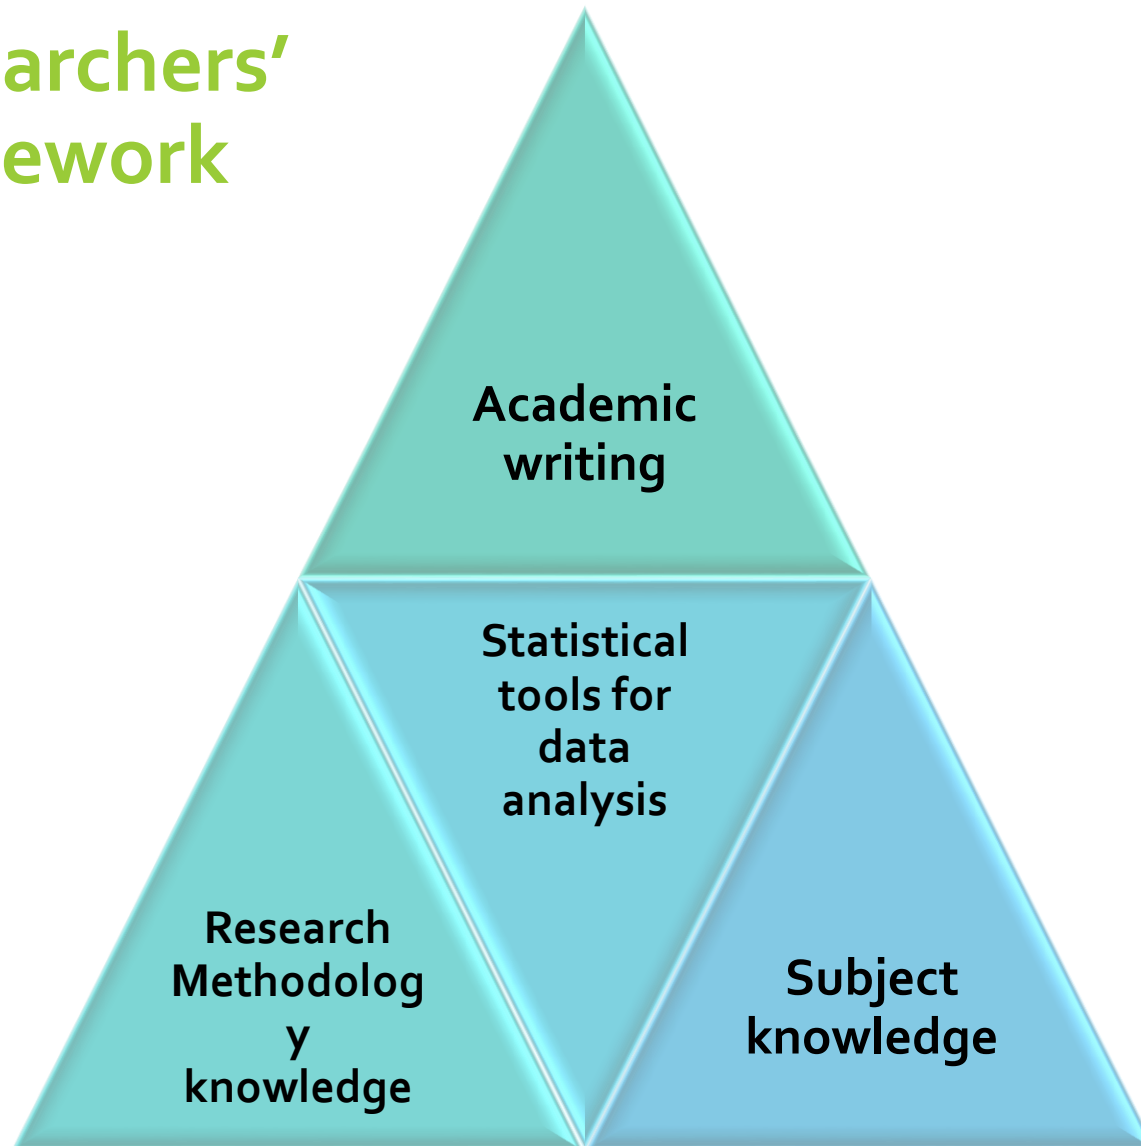 archers’
ework
Academic
writing
Statistical
tools for
data
analysis
Research
Methodolog
y
knowledge
Subject
knowledge